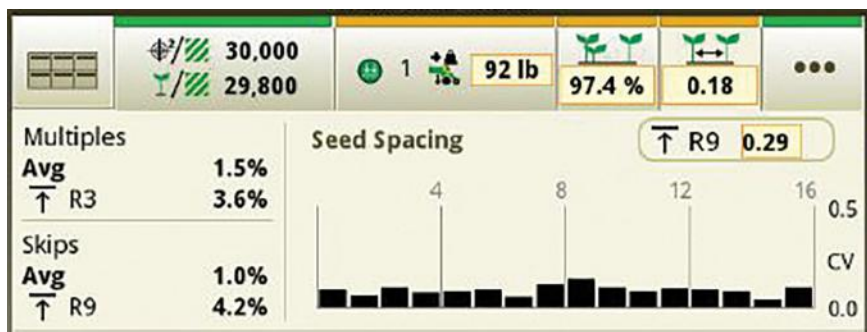 30,000
29,800
1
92 lb
97.4 %
0.18
Multiples
Avg 1.5%
R3 3.6%
Skips
Avg 1.0%
R9 4.2%
Seed Spacing
R9 0.29
4 8 12 16
0.5
CV
0.0